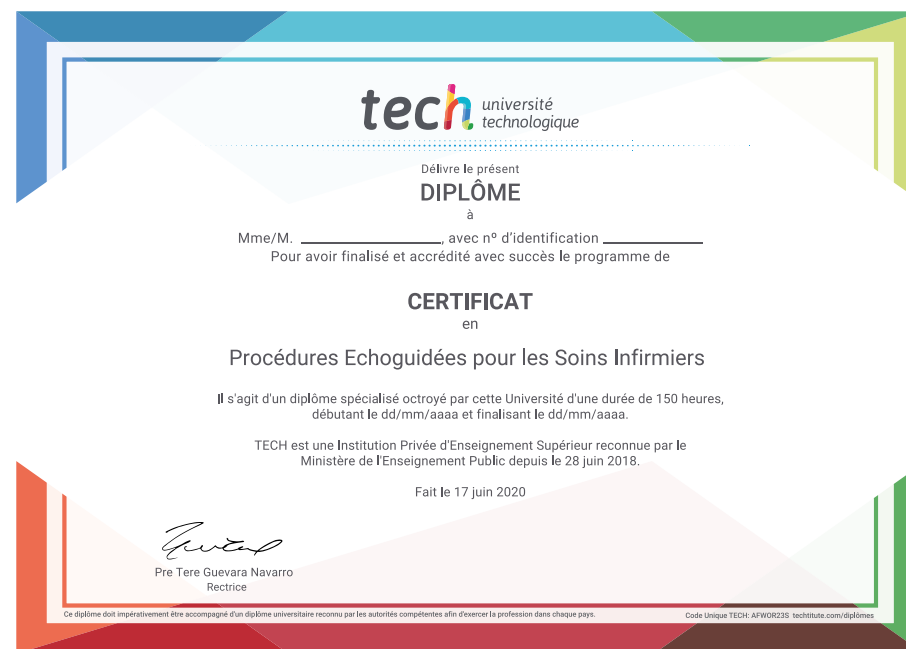 tech université
technologique
Délivre le présent
DIPLÔME
à
Mme/M. ____________________, avec nº d'identification ______________
Pour avoir finalisé et accrédité avec succès le programme de
CERTIFICAT
en
Procédures Echoguidées pour les Soins Infirmiers
Il s'agit d'un diplôme spécialisé octroyé par cette Université d'une durée de 150 heures,
débutant le dd/mm/aaaa et finalisant le dd/mm/aaaa.
TECH est une Institution Privée d'Enseignement Supérieur reconnue par le
Ministère de l'Enseignement Public depuis le 28 juin 2018.
Fait le 17 juin 2020
Pre Tere Guevara Navarro
Rectrice
Ce diplôme doit impérativement être accompagné d'un diplôme universitaire reconnu par les autorités compétentes afin d'exercer la profession dans chaque pays.
Code Unique TECH: AFWOR23S techtitute.com/diplômes